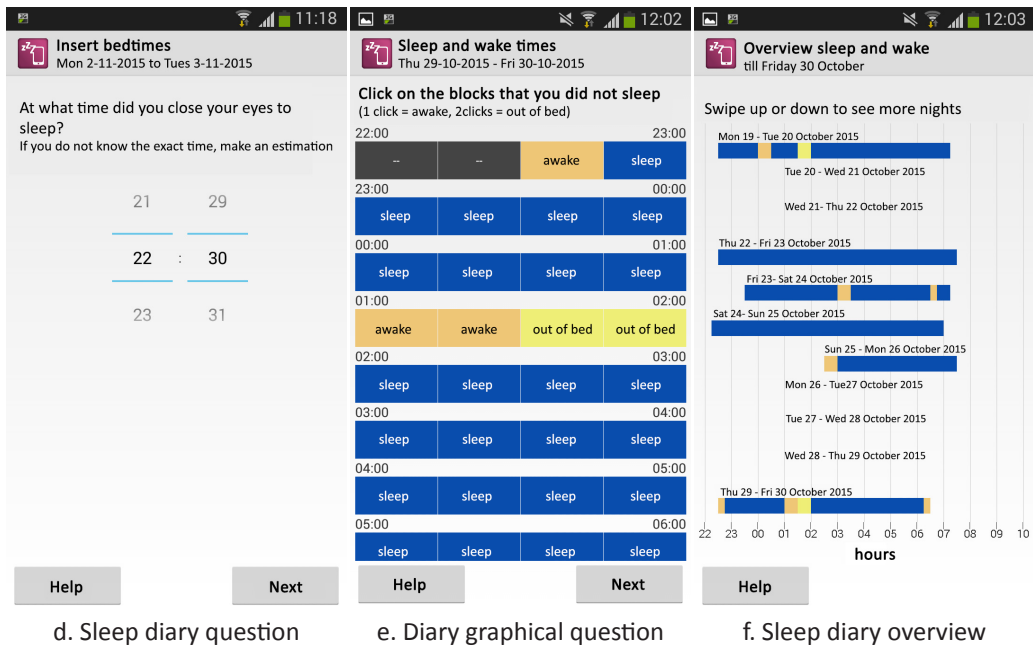 11:18
Insert bedtimes
Mon 2-11-2015 to Tues 3-11-2015
At what time did you close your eyes to
sleep?
If you do not know the exact time, make an estimation
21 29
22 : 30
23 31
Help Next
d. Sleep diary question
12:02
Sleep and wake times
Thu 29-10-2015 - Fri 30-10-2015
Click on the blocks that you did not sleep
(1 click = awake, 2clicks = out of bed)
22:00 23:00
-- -- awake sleep
23:00 00:00
sleep sleep sleep sleep
00:00 01:00
sleep sleep sleep sleep
01:00 02:00
awake awake out of bed out of bed
02:00 03:00
sleep sleep sleep sleep
03:00 04:00
sleep sleep sleep sleep
04:00 05:00
sleep sleep sleep sleep
05:00 06:00
sleep sleep sleep sleep
Help Next
e. Diary graphical question
12:03
Overview sleep and wake
till Friday 30 October
Swipe up or down to see more nights
Mon 19 - Tue 20 October 2015
Tue 20 - Wed 21 October 2015
Wed 21- Thu 22 October 2015
Thu 22 - Fri 23 October 2015
Fri 23- Sat 24 October 2015
Sat 24- Sun 25 October 2015
Sun 25 - Mon 26 October 2015
Mon 26 - Tue27 October 2015
Tue 27 - Wed 28 October 2015
Wed 28 - Thu 29 October 2015
Thu 29 - Fri 30 October 2015
22 23 00 01 02 03 04 05 06 07 08 09 10
hours
Help
f. Sleep diary overview